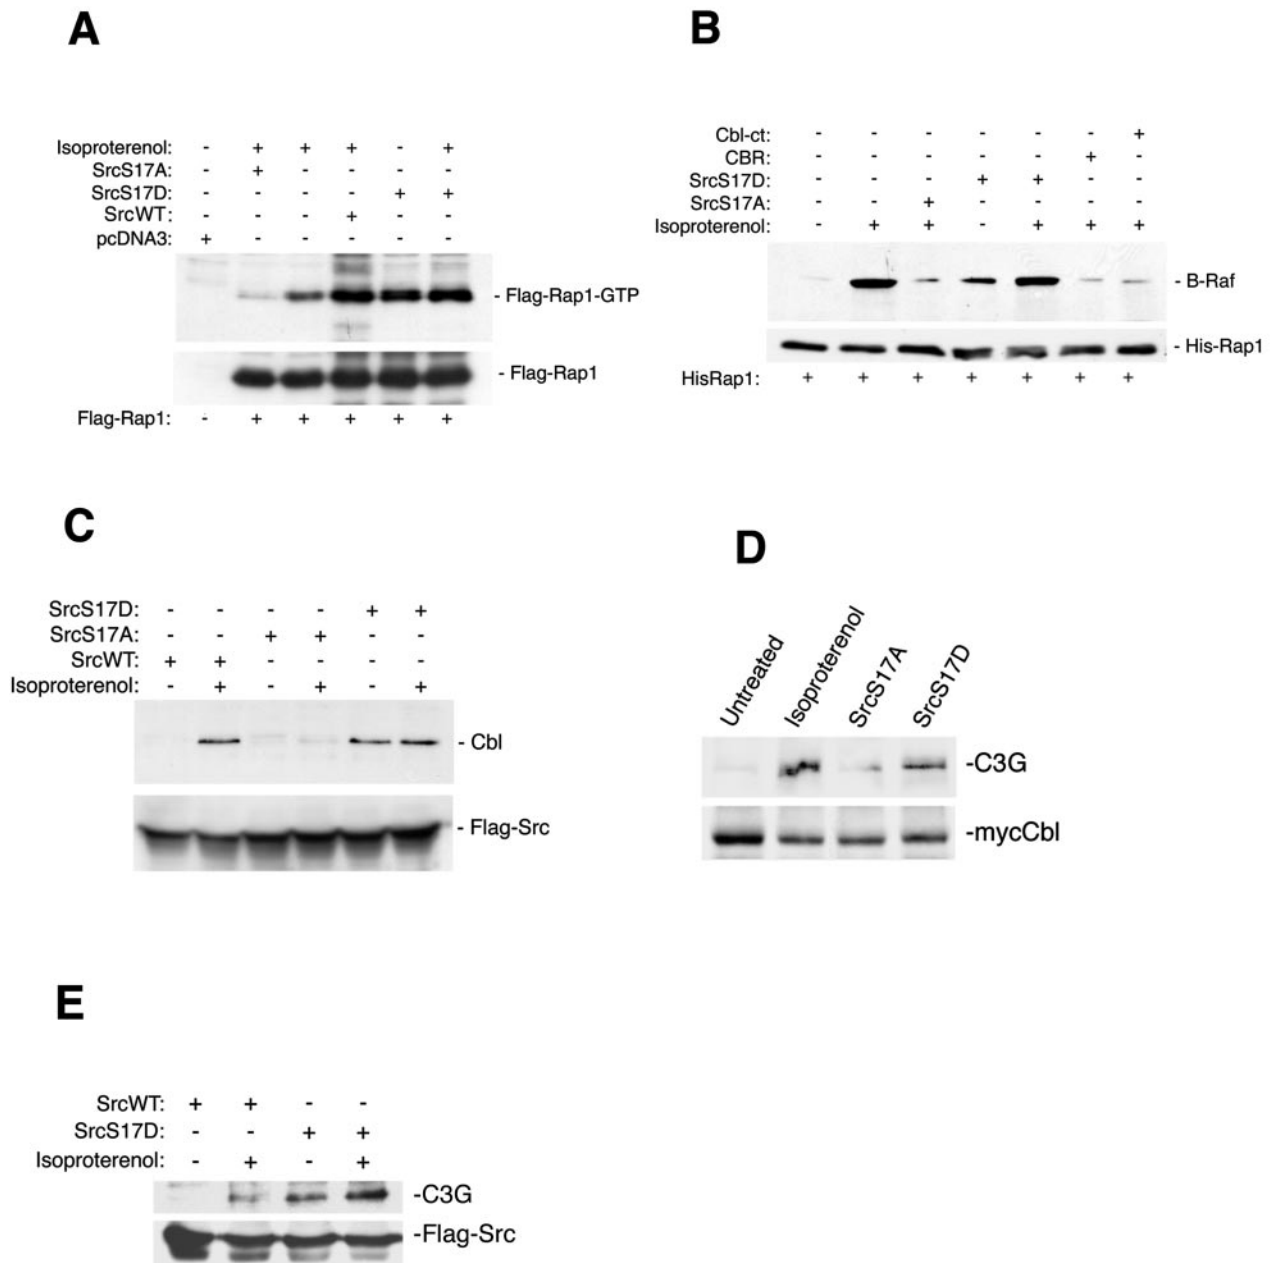 A
Isoproterenol: - + + + - +
SrcS17A: - + - - - -
SrcS17D: - - - - + +
SrcWT: - - - + - -
pcDNA3: + - - - - -
- Flag-Rap1-GTP
- Flag-Rap1
Flag-Rap1: - + + + + +
B
Cbl-ct: - - - - - - +
CBR: - - - - - + -
SrcS17D: - - - + + - -
SrcS17A: - - + - - - -
Isoproterenol: - + + - + + +
- B-Raf
- His-Rap1
HisRap1: + + + + + + +
C
SrcS17D: - - - - + +
SrcS17A: - - + + - -
SrcWT: + + - - - -
Isoproterenol: - + - + - +
- Cbl
- Flag-Src
D
Untreated
Isoproterenol
SrcS17A
SrcS17D
-C3G
-mycCbl
E
SrcWT: + + - -
SrcS17D: - - + +
Isoproterenol: - + - +
-C3G
-Flag-Src